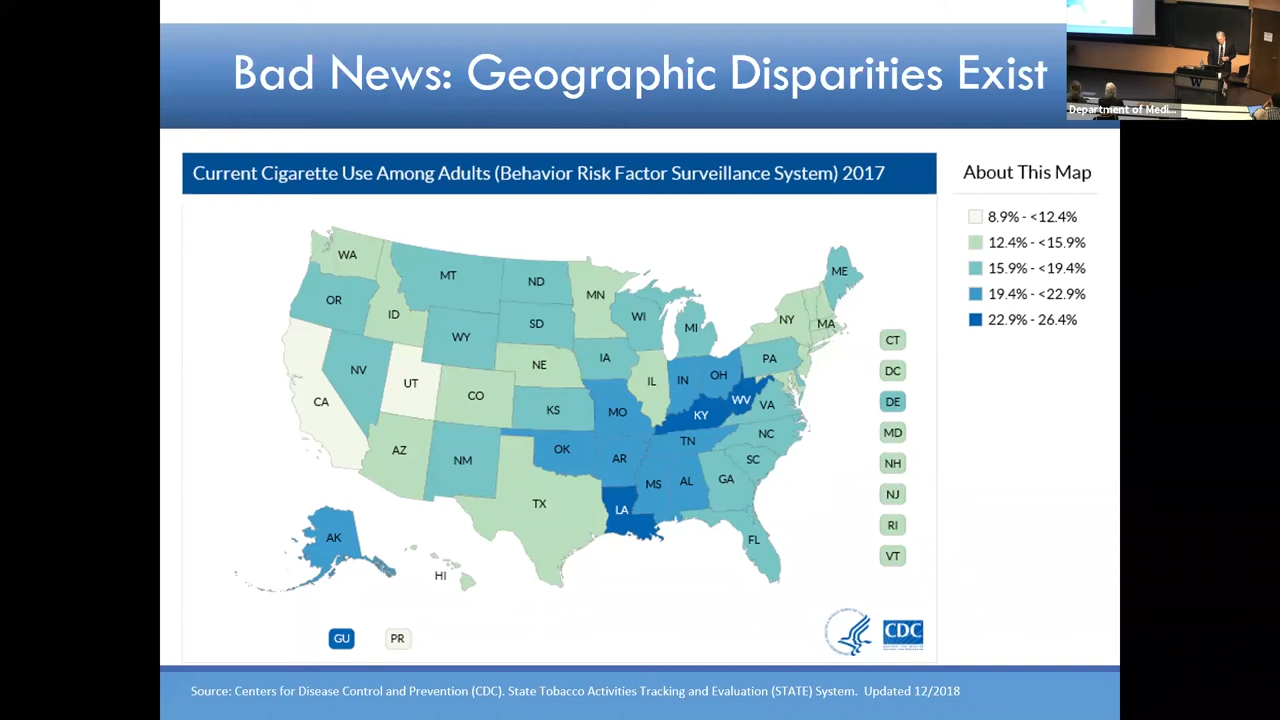 Bad News: Geographic Disparities Exist
Department of Medi...
W
Current Cigarette Use Among Adults (Behavior Risk Factor Surveillance System) 2017
About This Map
8.9% - <12.4%
12.4% - <15.9%
15.9% - <19.4%
19.4% - <22.9%
22.9% - 26.4%
WA
MT
ND
MN
ME
OR
ID
SD
WI
MI
NY
MA
WY
NV
UT
NE
IA
PA
CA
CO
IL
IN
OH
WV
VA
KS
MO
KY
AZ
NM
OK
AR
TN
NC
SC
TX
MS
AL
GA
LA
FL
AK
HI
CT
DC
DE
MD
NH
NJ
RI
VT
GU
PR
CDC
Source: Centers for Disease Control and Prevention (CDC). State Tobacco Activities Tracking and Evaluation (STATE) System. Updated 12/2018